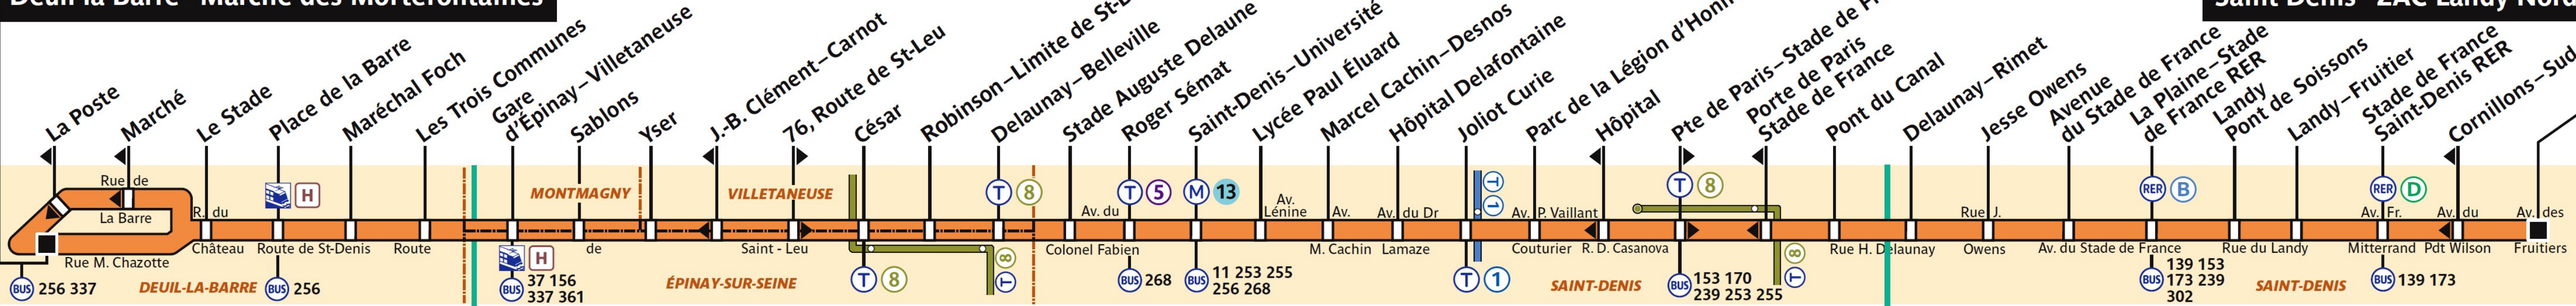 Deuil-la-Barre - Marché des Mortefontaines
Saint-Denis - ZAC Landy Nord
La Poste
Marché
Le Stade
Place de la Barre
Maréchal Foch
Les Trois Communes
Gare
d'Épinay–Villetaneuse
Sablons
Yser
J.-B. Clément–Carnot
76, Route de St-Leu
César
Robinson–Limite de
Delaunay–Belleville
Stade Auguste Delaune
Roger Sémat
Saint-Denis–Université
Lycée Paul Éluard
Marcel Cachin–Desnos
Hôpital Delafontaine
Joliot Curie
Parc de la Légion
Hôpital
Pte de Paris–Stade de
Porte de Paris
Stade de France
Pont du Canal
Delaunay–Rimet
Jesse Owens
Avenue
du Stade de France
La Plaine–Stade
de France RER
Landy
Pont de Soissons
Landy–Fruitier
Stade de France
Saint-Denis RER
Cornillons–Sud
Rue de
La Barre
Rue M. Chazotte
R. du
Château
Route de St-Denis
Route
de
Saint - Leu
Av. du
Colonel Fabien
Av.
Lénine
Av.
M. Cachin
Av. du Dr
Lamaze
Av. P. Vaillant
Couturier
R. D. Casanova
Rue H. Delaunay
Rue J.
Owens
Av. du Stade de France
Rue du Landy
Av. Fr.
Mitterrand
Av. du
Pdt Wilson
Av. des
Fruitiers
MONTMAGNY
VILLETANEUSE
DEUIL-LA-BARRE
ÉPINAY-SUR-SEINE
SAINT-DENIS
SAINT-DENIS
H
H
T 8
T 5
M 13
T 1
T 8
RER B
RER D
T 8
T 8
T 1
T 8
BUS 256 337
BUS 256
BUS 37 156
337 361
BUS 268
BUS 11 253 255
256 268
BUS 153 170
239 253 255
BUS 139 153
173 239
302
BUS 139 173